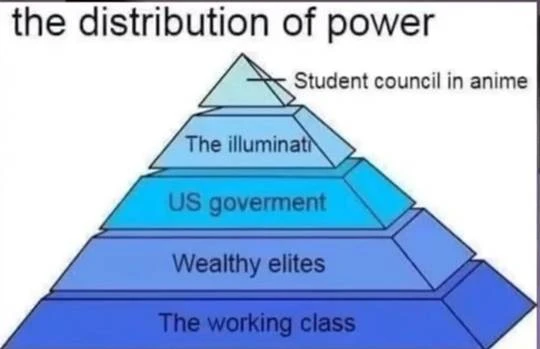 the distribution of power
Student council in anime
The illuminati
US goverment
Wealthy elites
The working class